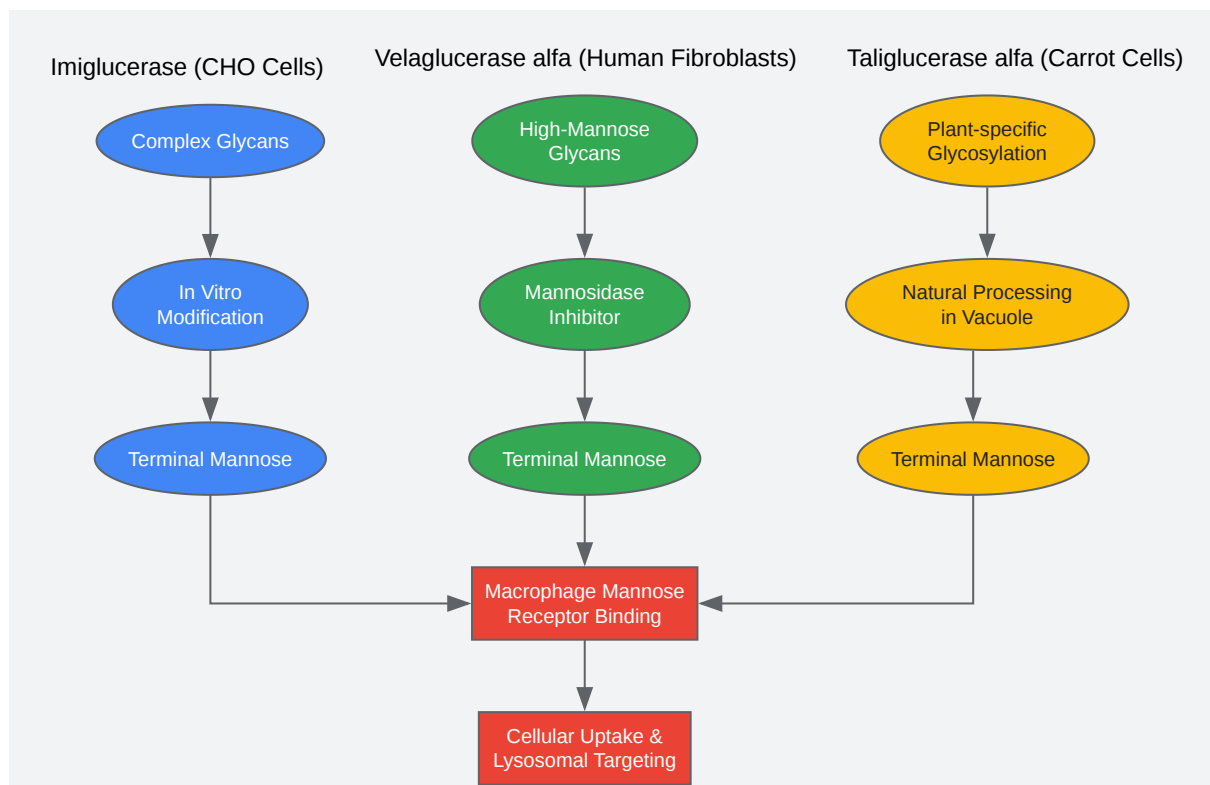 Imiglucerase (CHO Cells)
Velaglucerase alfa (Human Fibroblasts)
Taliglucerase alfa (Carrot Cells)
Complex Glycans
High-Mannose
Glycans
Plant-specific
Glycosylation
In Vitro
Modification
Mannosidase
Inhibitor
Natural Processing
in Vacuole
Terminal Mannose
Terminal Mannose
Terminal Mannose
Macrophage Mannose
Receptor Binding
Cellular Uptake &
Lysosomal Targeting